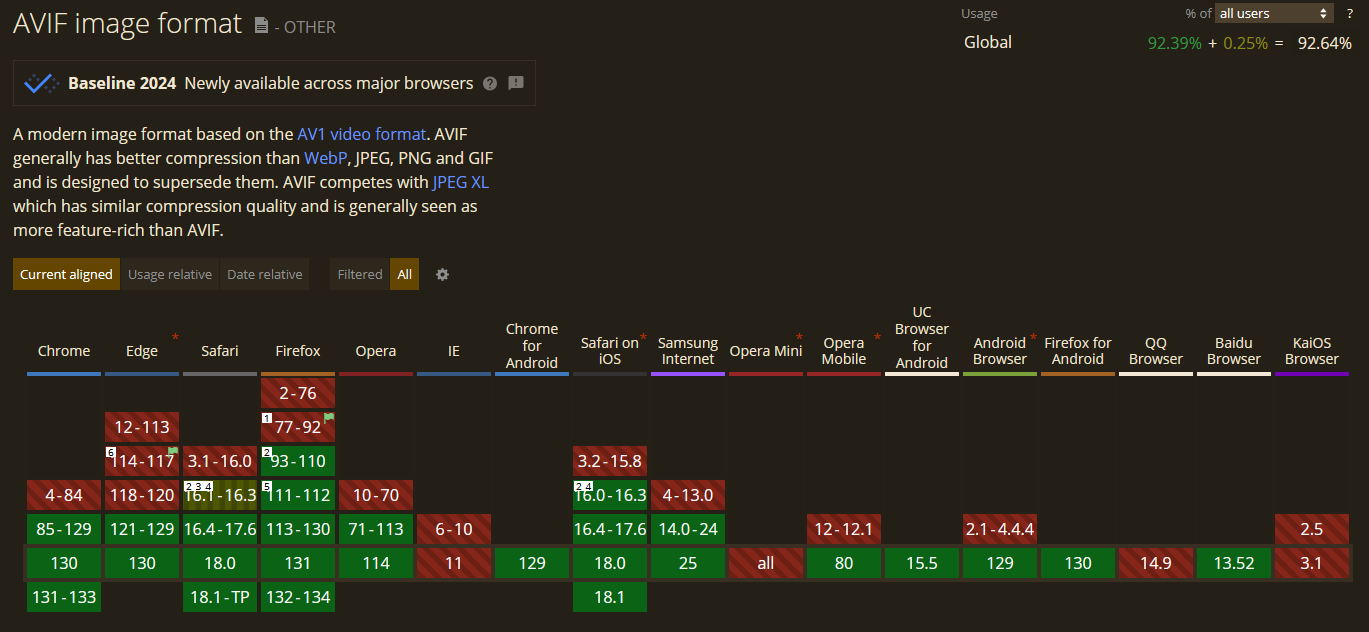 AVIF image format - OTHER
Usage % of all users ?
Global 92.39% + 0.25% = 92.64%
Baseline 2024 Newly available across major browsers
A modern image format based on the AV1 video format. AVIF
generally has better compression than WebP, JPEG, PNG and GIF
and is designed to supersede them. AVIF competes with JPEG XL
which has similar compression quality and is generally seen as
more feature-rich than AVIF.
Current aligned Usage relative Date relative Filtered All
Chrome Edge * Safari Firefox Opera IE Chrome for Android Safari on iOS * Samsung Internet Opera Mini * Opera Mobile * UC Browser for Android Android Browser * Firefox for Android QQ Browser Baidu Browser KaiOS Browser
2-76
12-113 1 77-92
6 114-117 3.1-16.0 2 93-110 3.2-15.8
4-84 118-120 2 3 4 16.1-16.3 5 111-112 10-70 2 4 16.0-16.3 4-13.0
85-129 121-129 16.4-17.6 113-130 71-113 6-10 16.4-17.6 14.0-24 12-12.1 2.1-4.4.4 2.5
130 130 18.0 131 114 11 129 18.0 25 all 80 15.5 129 130 14.9 13.52 3.1
131-133 18.1-TP 132-134 18.1